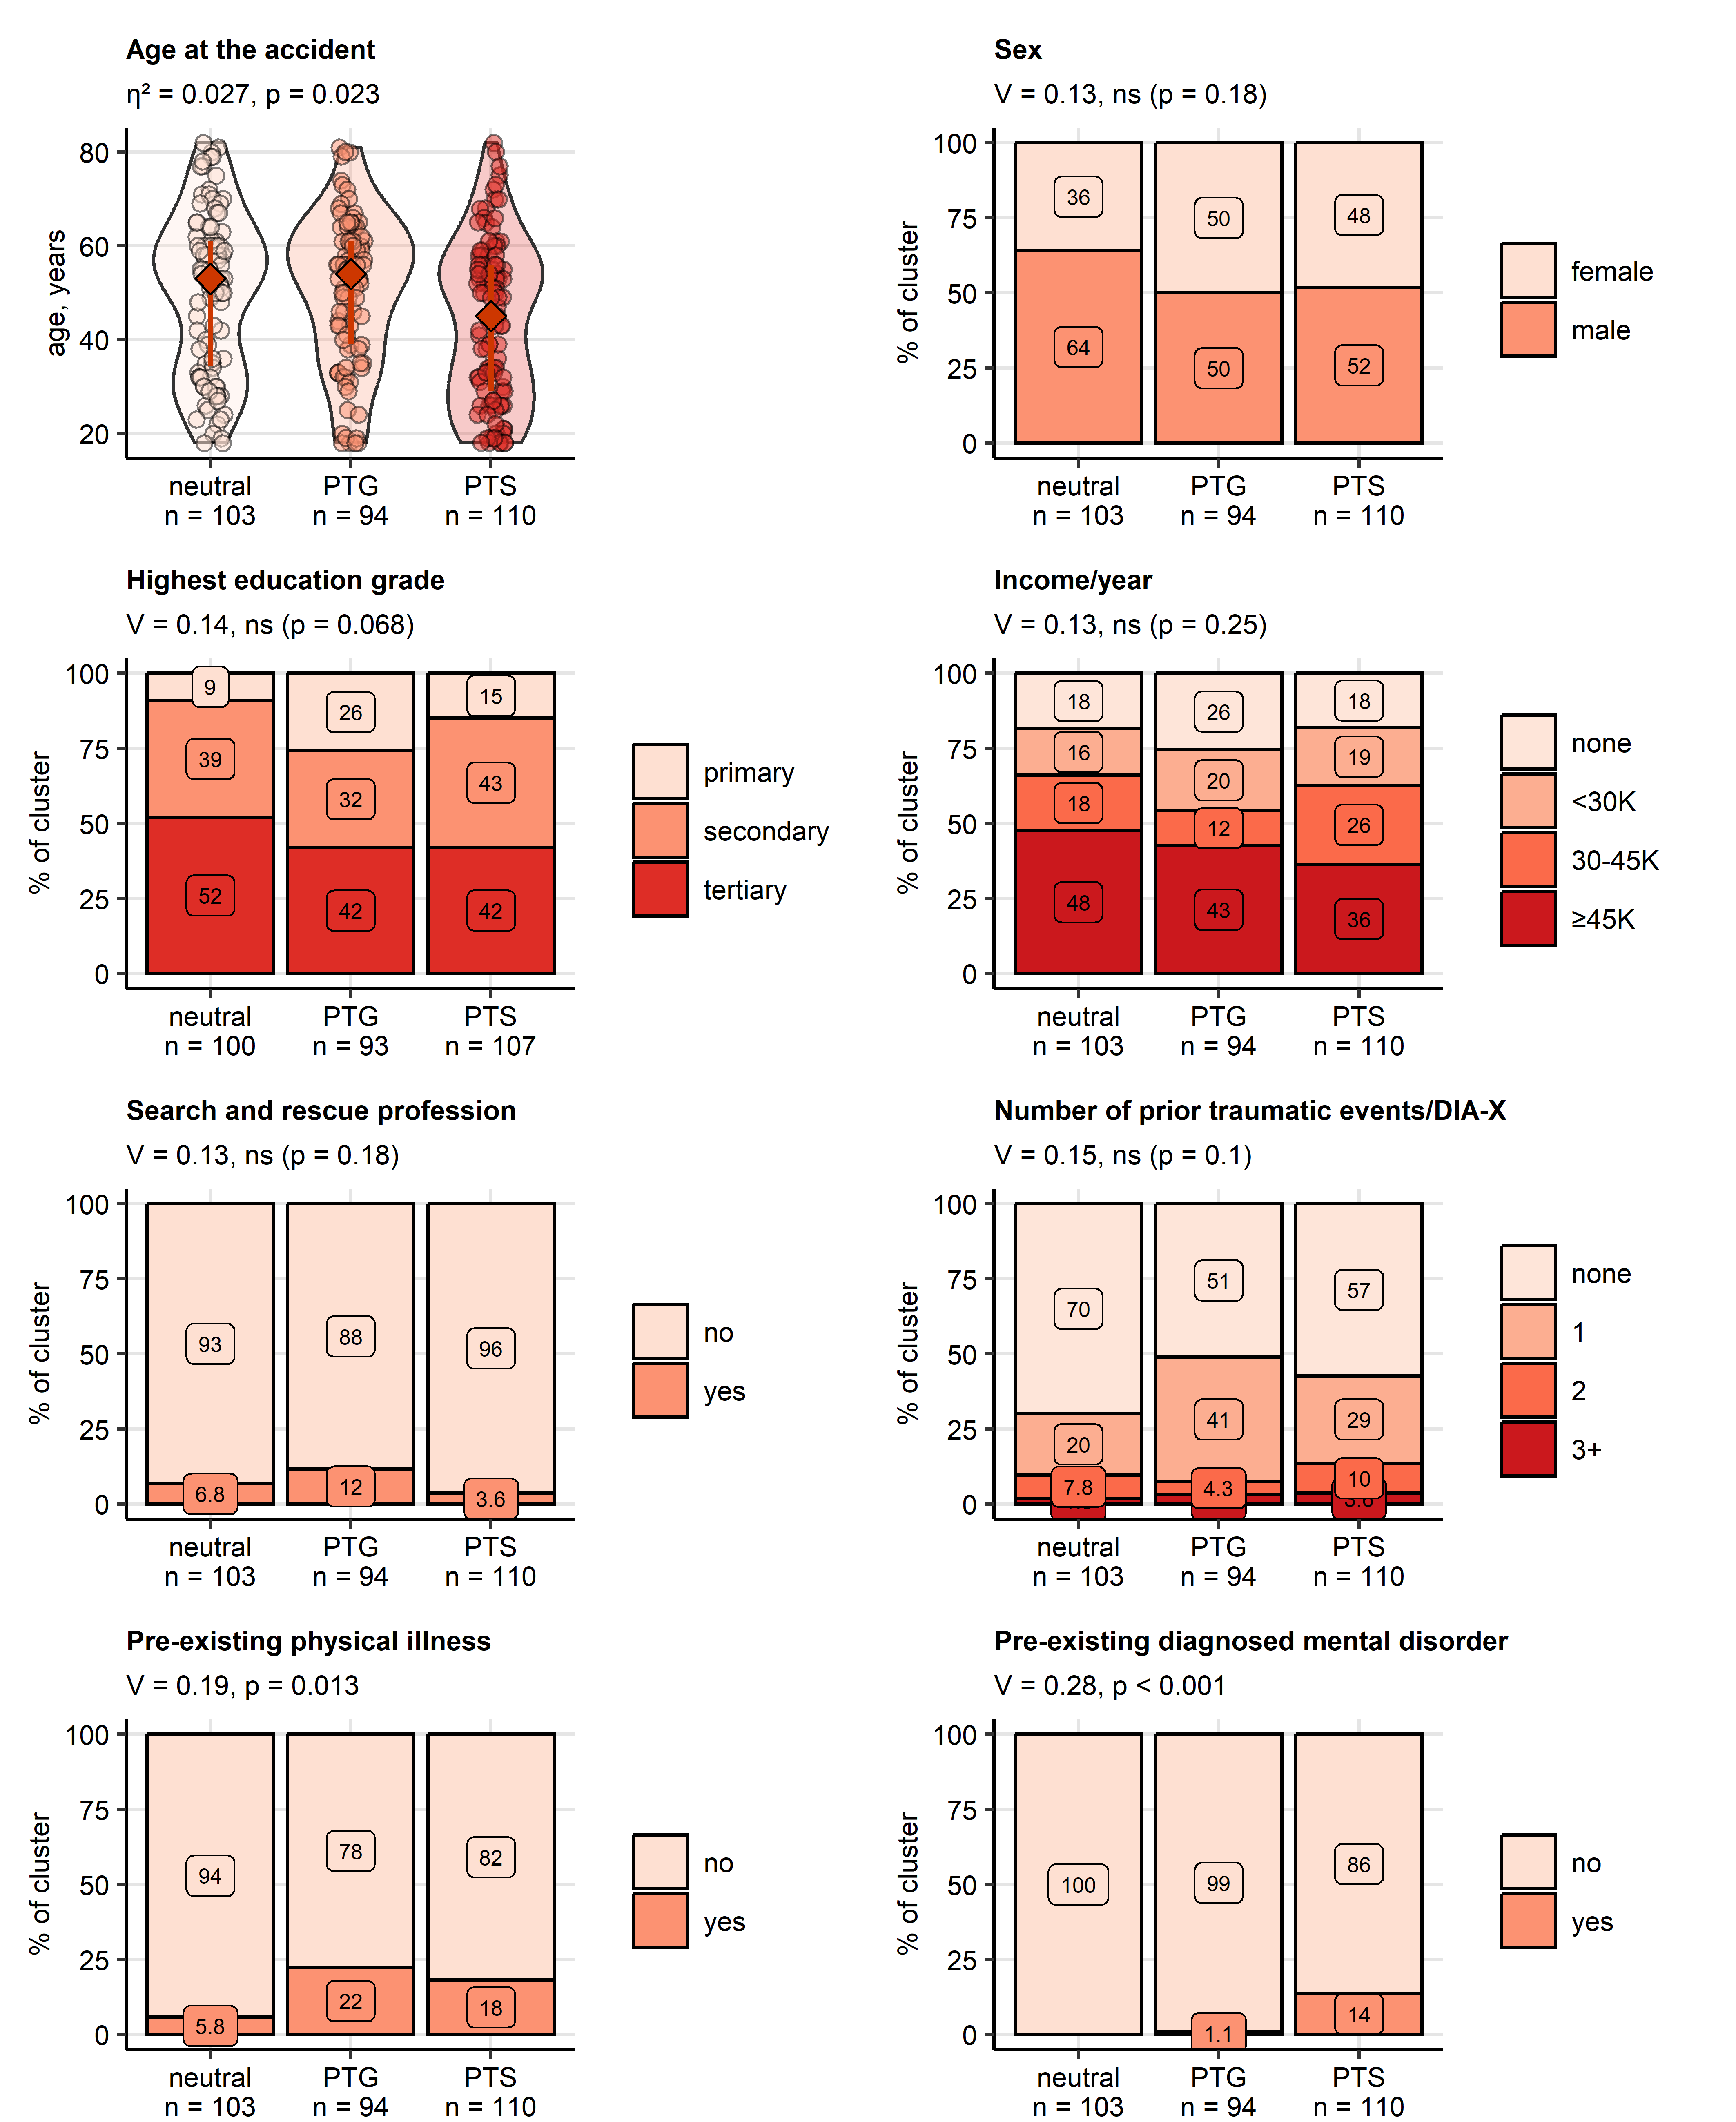 Age at the accident
η² = 0.027, p = 0.023
age, years
80
60
40
20
neutral
n = 103
PTG
n = 94
PTS
n = 110
Sex
V = 0.13, ns (p = 0.18)
% of cluster
100
75
50
25
0
36
64
50
50
48
52
neutral
n = 103
PTG
n = 94
PTS
n = 110
female
male
Highest education grade
V = 0.14, ns (p = 0.068)
% of cluster
100
75
50
25
0
9
39
52
26
32
42
15
43
42
neutral
n = 100
PTG
n = 93
PTS
n = 107
primary
secondary
tertiary
Income/year
V = 0.13, ns (p = 0.25)
% of cluster
100
75
50
25
0
18
16
18
48
26
20
12
43
18
19
26
36
neutral
n = 103
PTG
n = 94
PTS
n = 110
none
<30K
30-45K
≥45K
Search and rescue profession
V = 0.13, ns (p = 0.18)
% of cluster
100
75
50
25
0
93
6.8
88
12
96
3.6
neutral
n = 103
PTG
n = 94
PTS
n = 110
no
yes
Number of prior traumatic events/DIA-X
V = 0.15, ns (p = 0.1)
% of cluster
100
75
50
25
0
70
20
7.8
51
41
4.3
57
29
10
3.6
neutral
n = 103
PTG
n = 94
PTS
n = 110
none
1
2
3+
Pre-existing physical illness
V = 0.19, p = 0.013
% of cluster
100
75
50
25
0
94
5.8
78
22
82
18
neutral
n = 103
PTG
n = 94
PTS
n = 110
no
yes
Pre-existing diagnosed mental disorder
V = 0.28, p < 0.001
% of cluster
100
75
50
25
0
100
99
1.1
86
14
neutral
n = 103
PTG
n = 94
PTS
n = 110
no
yes